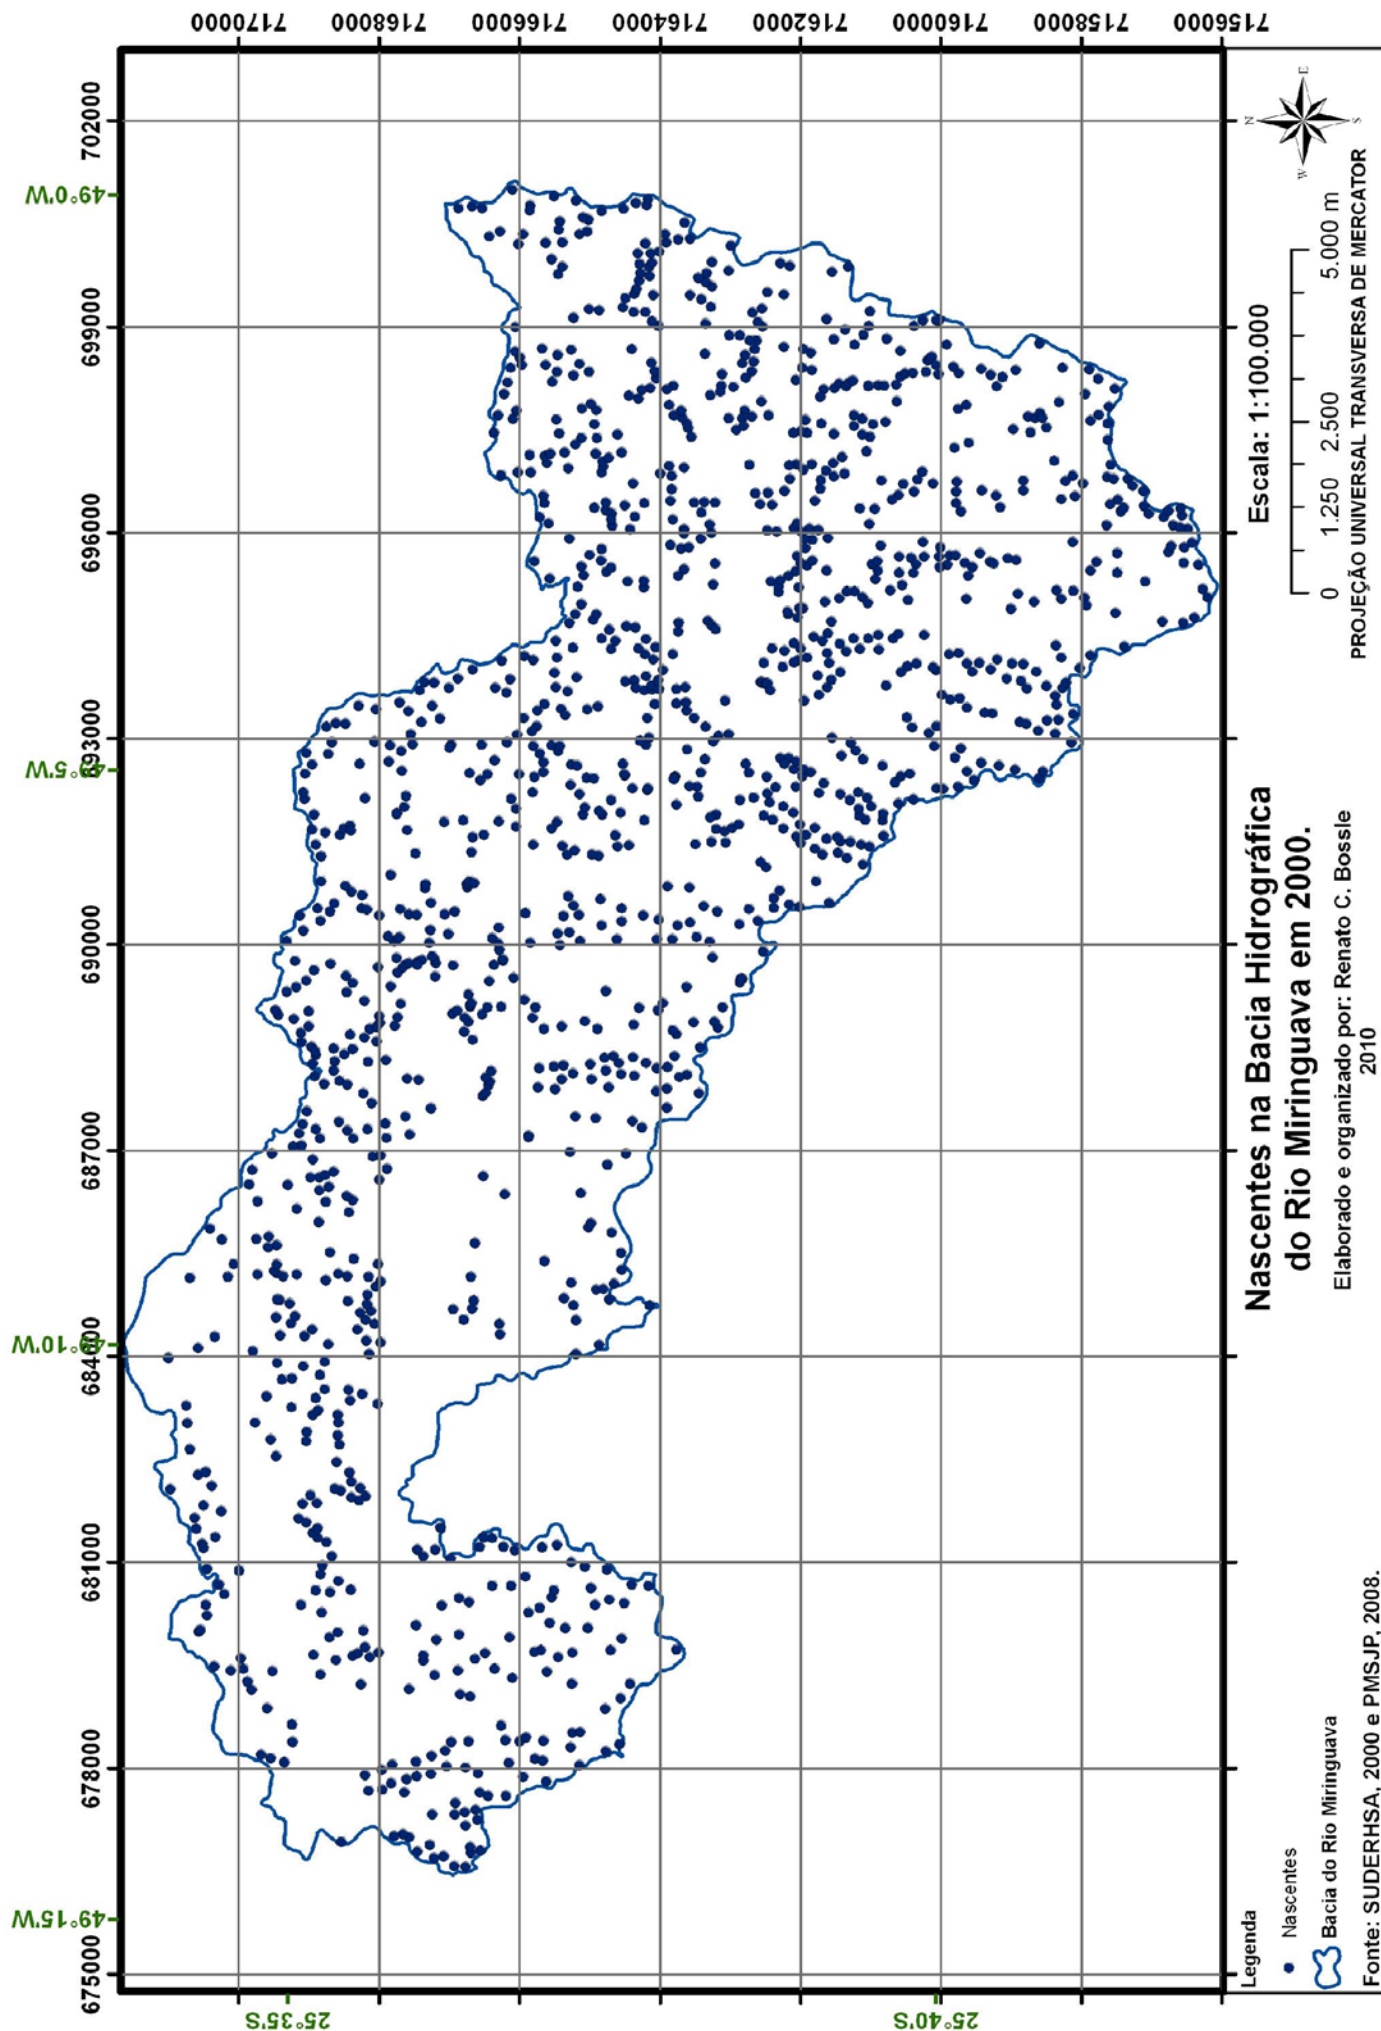 675000
678000
681000
684000
687000
690000
693000
696000
699000
702000
49°15'W
49°10'W
49°5'W
49°0'W
7170000
7168000
7166000
7164000
7162000
7160000
7158000
7156000
25°35'S
25°40'S
Legenda
Nascentes
Bacia do Rio Miringuava
Fonte: SUDERHSA, 2000 e PMSJP, 2008.
Nascentes na Bacia Hidrográfica
do Rio Miringuava em 2000.
Elaborado e organizado por: Renato C. Bossle
2010
Escala: 1:100.000
0 1.250 2.500 5.000 m
PROJEÇÃO UNIVERSAL TRANSVERSA DE MERCATOR
N
W E
S